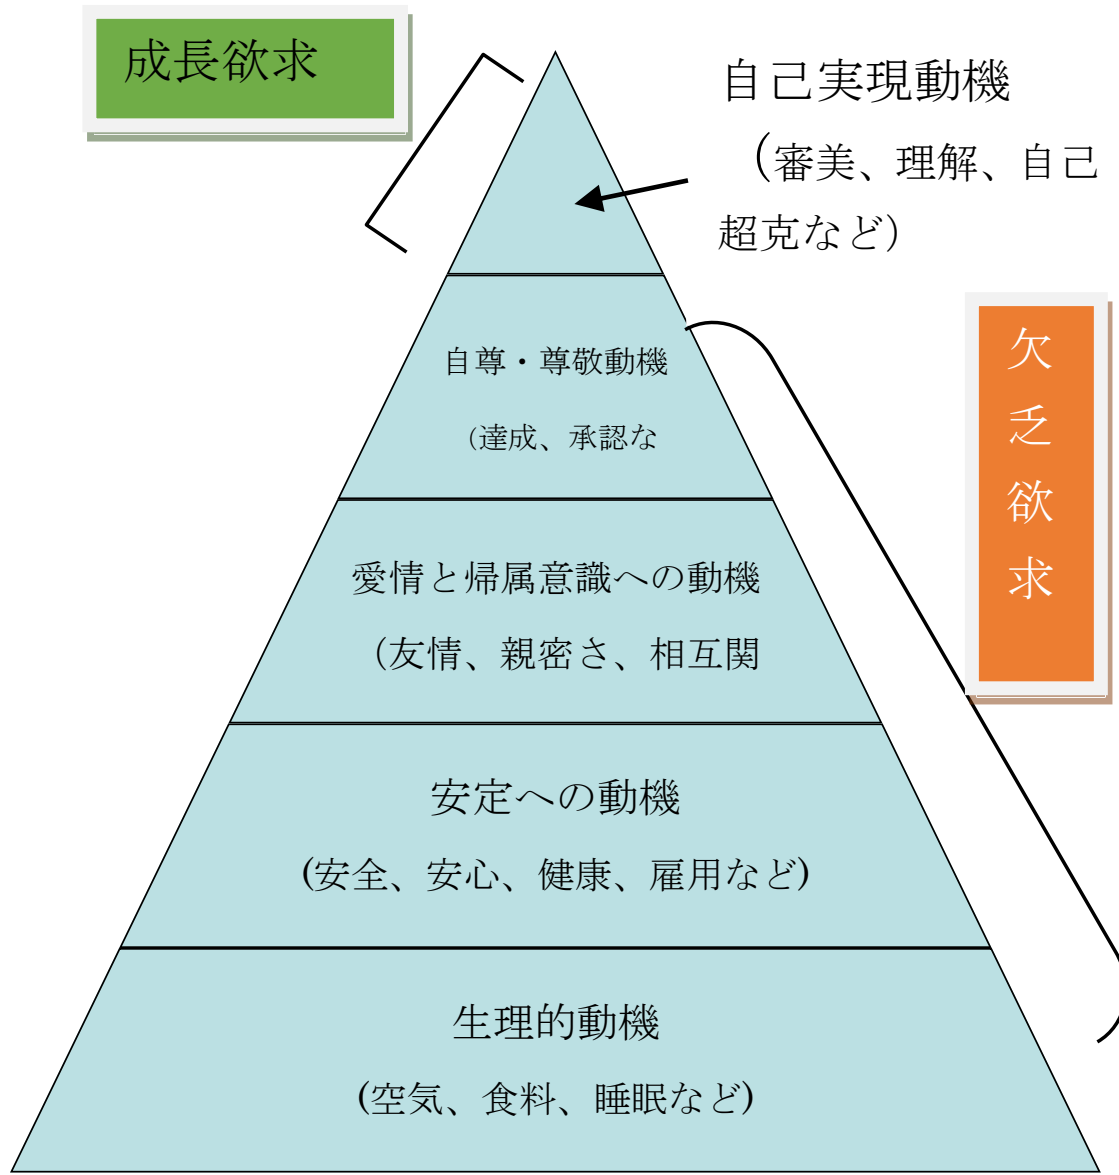 成長欲求
自己実現動機
（審美、理解、自己
超克など）
自尊・尊敬動機
（達成、承認な
欠乏欲求
愛情と帰属意識への動機
（友情、親密さ、相互関
安定への動機
(安全、安心、健康、雇用など)
生理的動機
(空気、食料、睡眠など)